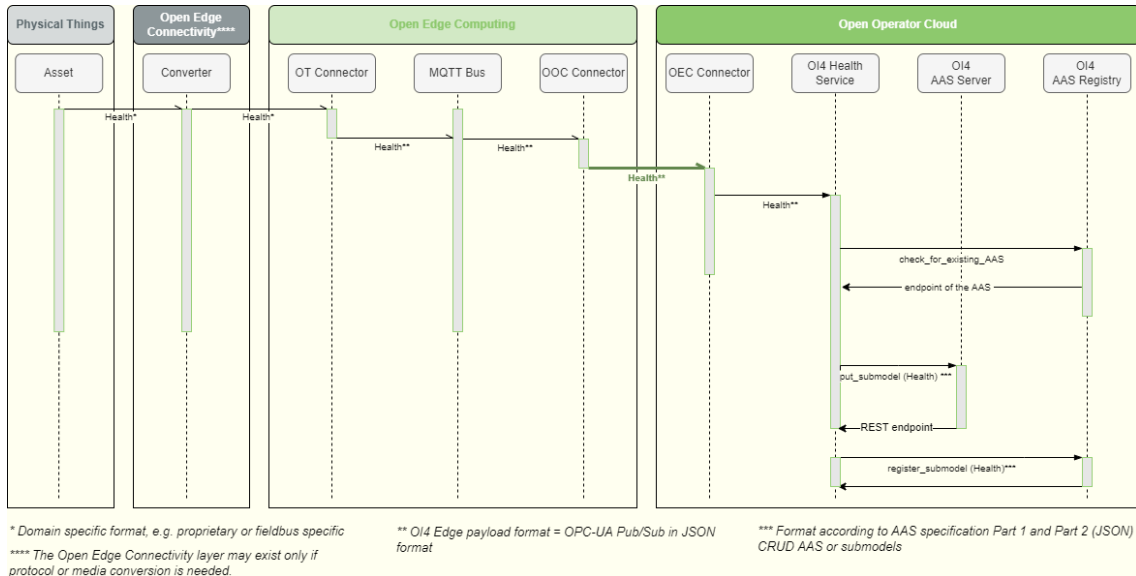 Physical Things
Open Edge
Connectivity****
Open Edge Computing
Open Operator Cloud
Asset
Converter
OT Connector
MQTT Bus
OOC Connector
OEC Connector
OI4 Health
Service
OI4
AAS Server
OI4
AAS Registry
Health*
Health*
Health**
Health**
Health**
Health**
check_for_existing_AAS
endpoint of the AAS
put_submodel (Health) ***
REST endpoint
register_submodel (Health)***
* Domain specific format, e.g. proprietary or fieldbus specific
**** The Open Edge Connectivity layer may exist only if
protocol or media conversion is needed.
** OI4 Edge payload format = OPC-UA Pub/Sub in JSON
format
*** Format according to AAS specification Part 1 and Part 2 (JSON)
CRUD AAS or submodels